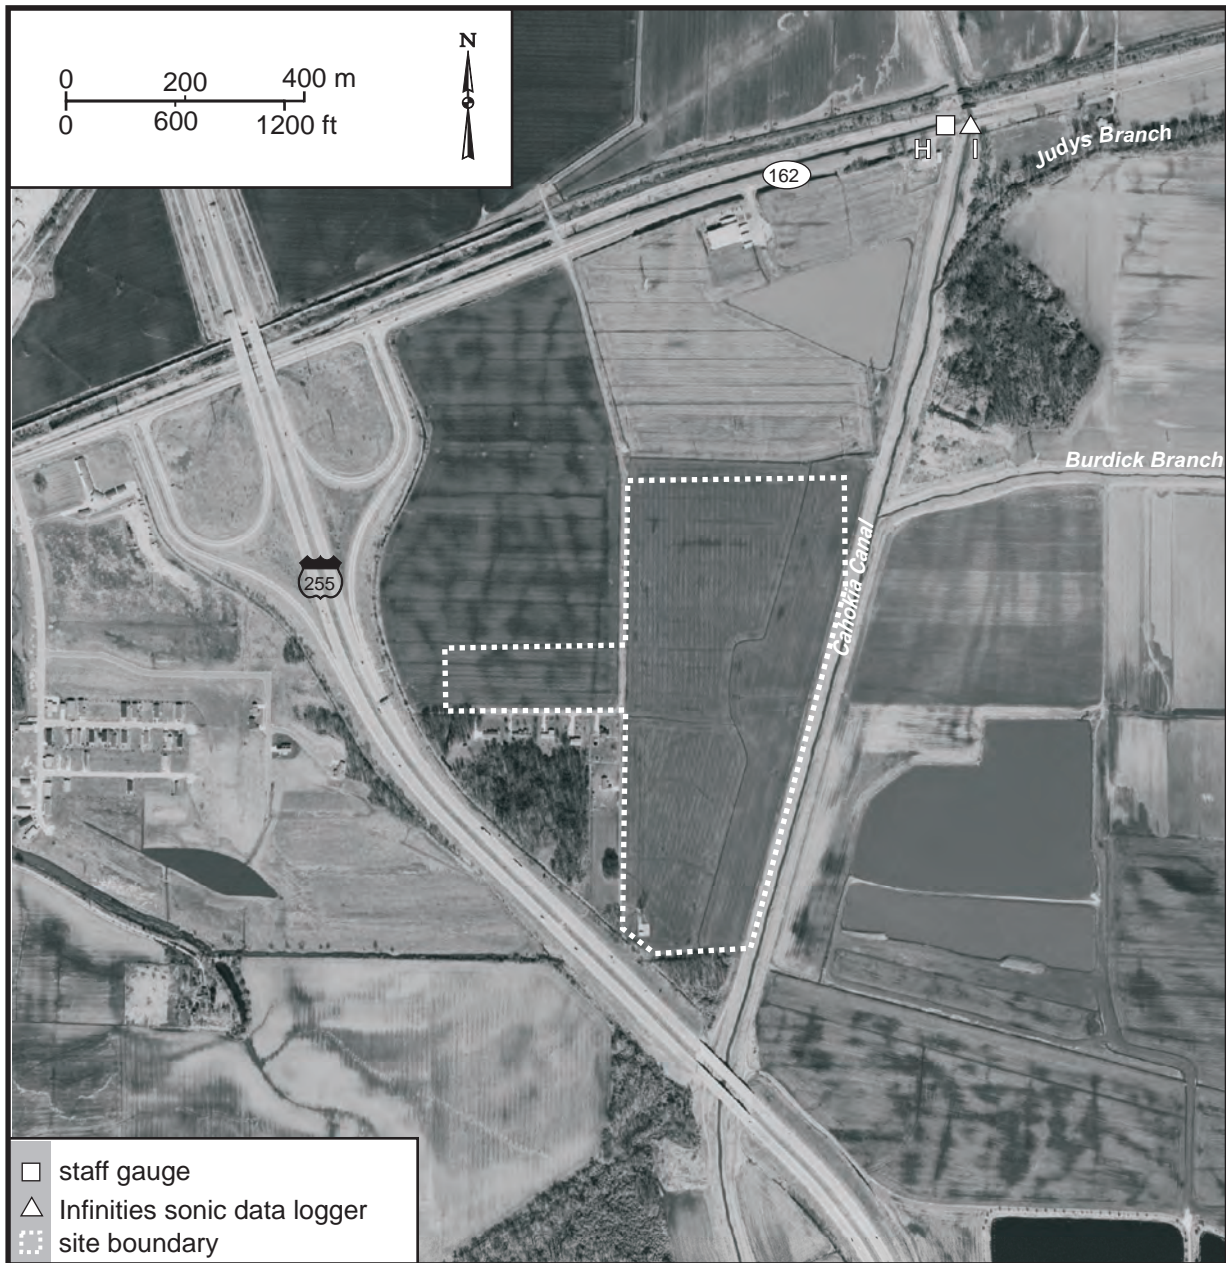 N
0 200 400 m
0 600 1200 ft
H I
Judys Branch
162
Burdick Branch
Cahokia Canal
255
staff gauge
Infinities sonic data logger
site boundary